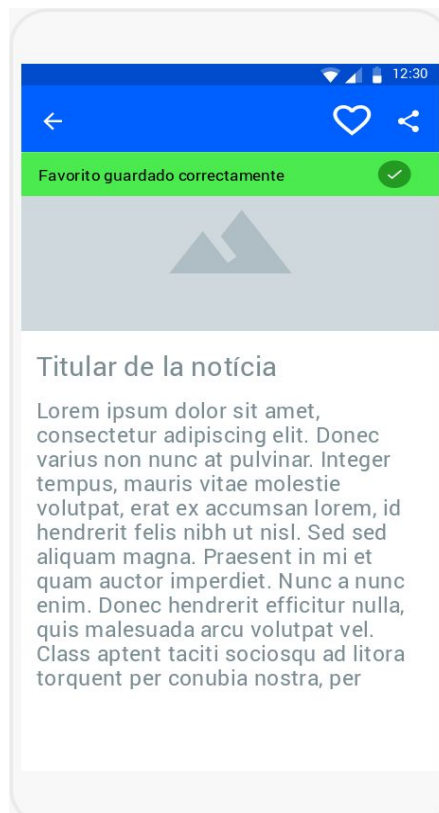 12:30
Favorito guardado correctamente
Titular de la notícia
Lorem ipsum dolor sit amet,
consectetur adipiscing elit. Donec
varius non nunc at pulvinar. Integer
tempus, mauris vitae molestie
volutpat, erat ex accumsan lorem, id
hendrerit felis nibh ut nisl. Sed sed
aliquam magna. Praesent in mi et
quam auctor imperdiet. Nunc a nunc
enim. Donec hendrerit efficitur nulla,
quis malesuada arcu volutpat vel.
Class aptent taciti sociosqu ad litora
torquent per conubia nostra, per